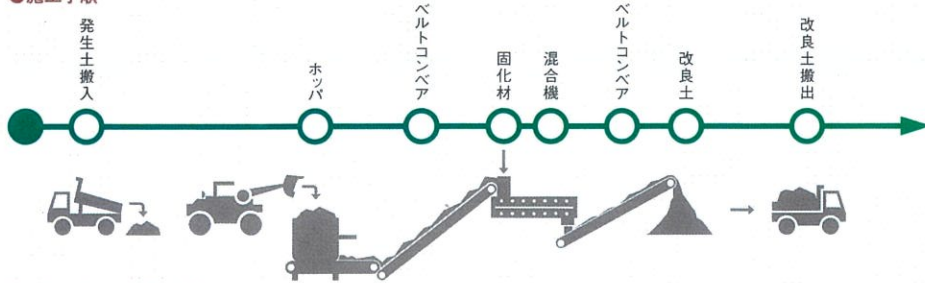 発生土搬入
ホッパ
ベルトコンベア
固化材
混合機
ベルトコンベア
改良土
改良土搬出